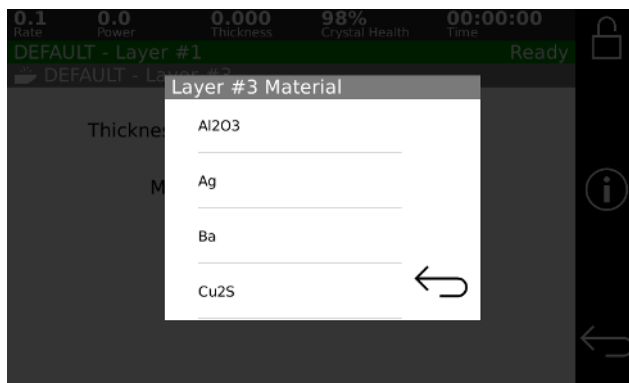 0.1 0.0 0.000 98% 00:00:00
Rate Power Thickness Crystal Health Time
DEFAULT - Layer #1 Ready
DEFAULT - Layer #3
Layer #3 Material
Thickne
Al2O3
M
Ag
Ba
Cu2S